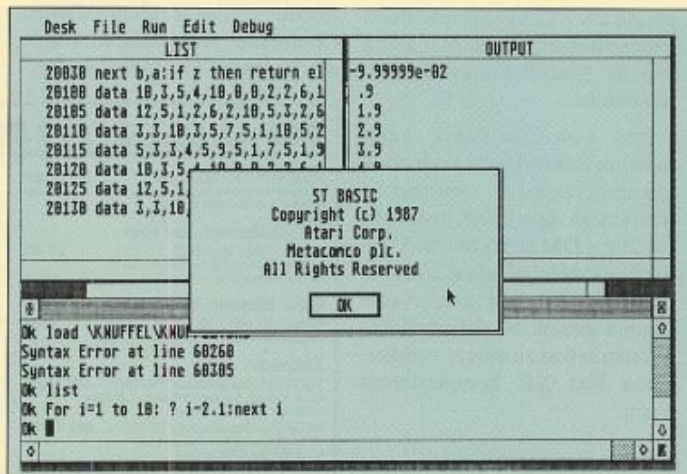 Desk File Run Edit Debug
LIST
20030 next b,a:if z then return el
20100 data 10,3,5,4,10,0,0,2,2,6,1
20105 data 12,5,1,2,6,2,10,5,3,2,6
20110 data 3,3,10,3,5,7,5,1,10,5,2
20115 data 5,3,3,4,5,9,5,1,7,5,1,9
20120 data 10,3,5
20125 data 12,5,1
20130 data 3,3,10,
OUTPUT
-9.99999e-02
.9
1.9
2.9
3.9
ST BASIC
Copyright (c) 1987
Atari Corp.
Metacomco plc.
All Rights Reserved
OK
Ok load \KNUFFEL\
Syntax Error at line 60260
Syntax Error at line 60305
Ok list
Ok For i=1 to 10: ? i-2.1:next i
Ok